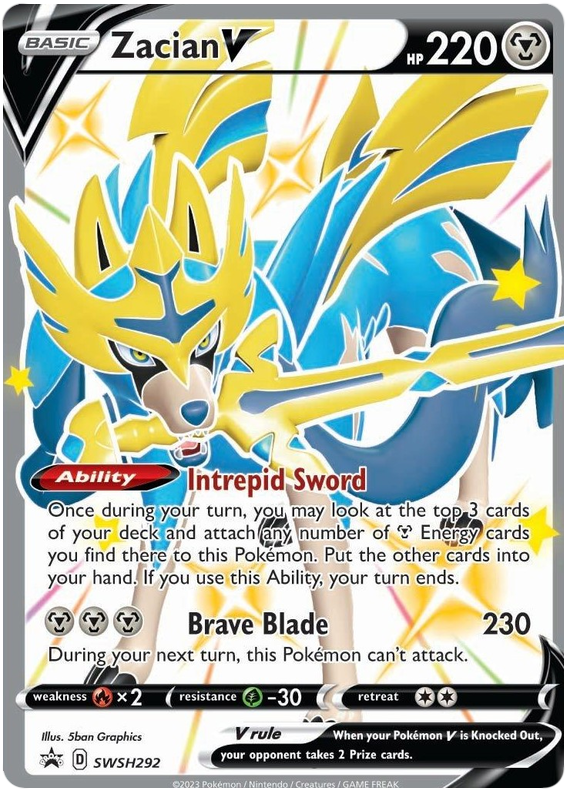 BASIC Zacian V HP 220
Ability Intrepid Sword
Once during your turn, you may look at the top 3 cards
of your deck and attach any number of Energy cards
you find there to this Pokémon. Put the other cards into
your hand. If you use this Ability, your turn ends.
Brave Blade 230
During your next turn, this Pokémon can't attack.
weakness ×2 resistance -30 retreat
Illus. 5ban Graphics
V rule When your Pokémon V is Knocked Out,
your opponent takes 2 Prize cards.
D SWSH292
©2023 Pokémon / Nintendo / Creatures / GAME FREAK